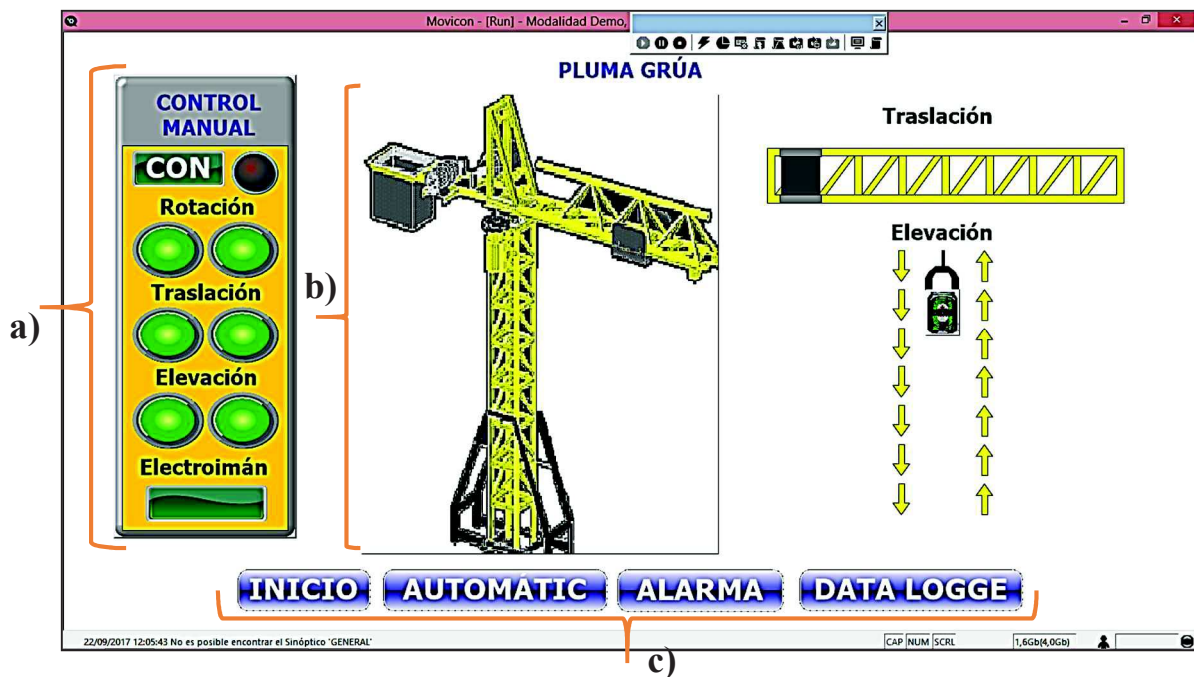 Movicon - [Run] - Modalidad Demo,
PLUMA GRÚA
a)
CONTROL
MANUAL
CON
Rotación
Traslación
Elevación
Electroimán
b)
Traslación
Elevación
INICIO
AUTOMÁTIC
ALARMA
DATA LOGGE
22/09/2017 12:05:43 No es posible encontrar el Sinóptico 'GENERAL'
CAP NUM SCRL
1,6Gb(4,0Gb)
c)